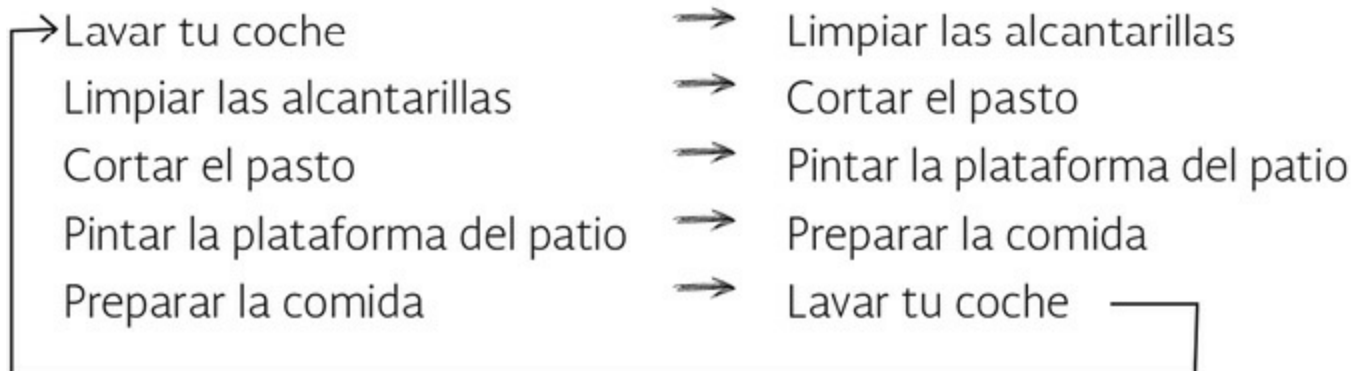 Lavar tu coche → Limpiar las alcantarillas
Limpiar las alcantarillas → Cortar el pasto
Cortar el pasto → Pintar la plataforma del patio
Pintar la plataforma del patio → Preparar la comida
Preparar la comida → Lavar tu coche